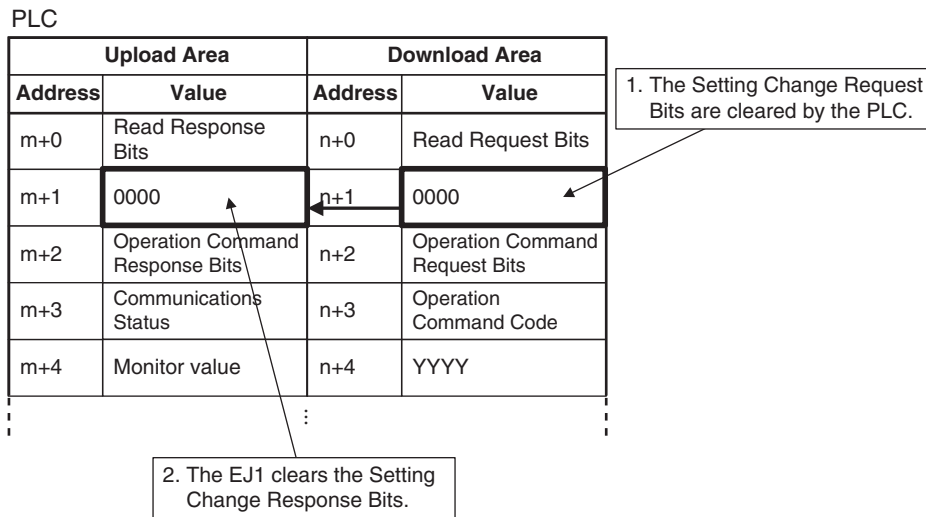 PLC
Upload Area Download Area
Address Value Address Value
m+0 Read Response Bits n+0 Read Request Bits
m+1 0000 n+1 0000
m+2 Operation Command Response Bits n+2 Operation Command Request Bits
m+3 Communications Status n+3 Operation Command Code
m+4 Monitor value n+4 YYYY
1. The Setting Change Request
Bits are cleared by the PLC.
2. The EJ1 clears the Setting
Change Response Bits.